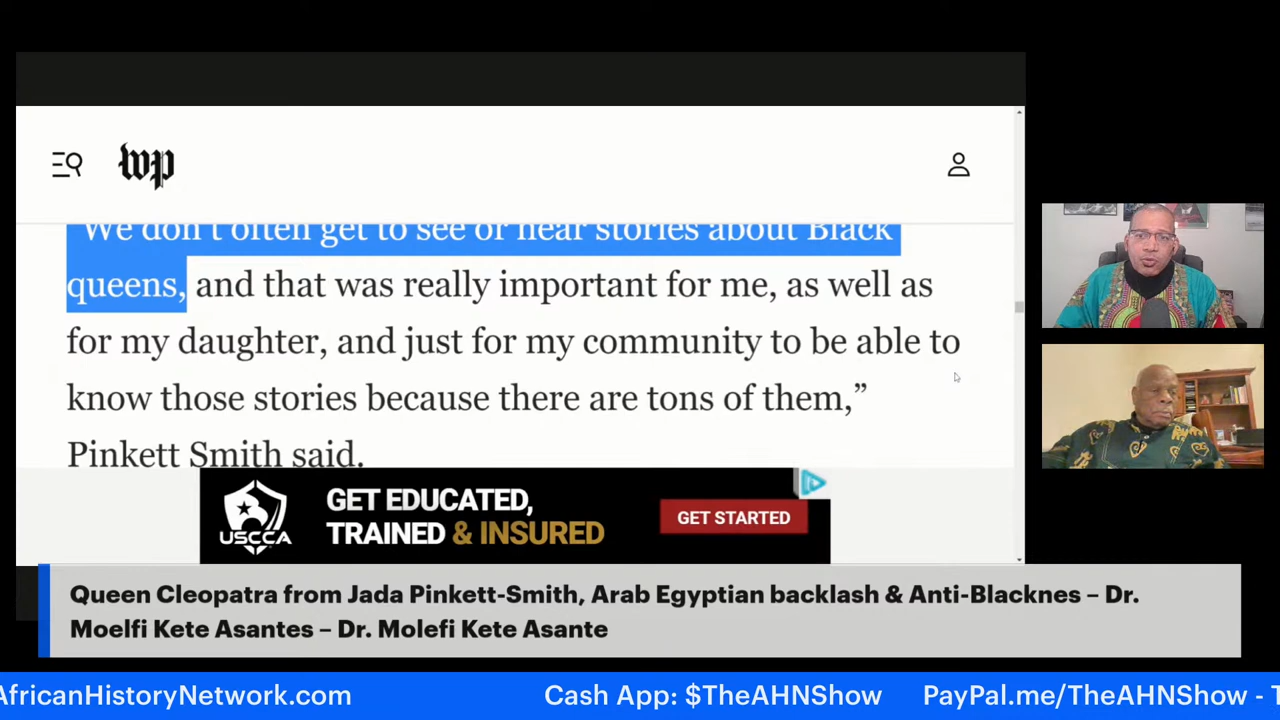 wp
“We don’t often get to see or hear stories about Black
queens, and that was really important for me, as well as
for my daughter, and just for my community to be able to
know those stories because there are tons of them,”
Pinkett Smith said.
USCCA
GET EDUCATED,
TRAINED & INSURED
GET STARTED
Queen Cleopatra from Jada Pinkett-Smith, Arab Egyptian backlash & Anti-Blacknes – Dr.
Moelfi Kete Asantes – Dr. Molefi Kete Asante
AfricanHistoryNetwork.com Cash App: $TheAHNShow PayPal.me/TheAHNShow - T